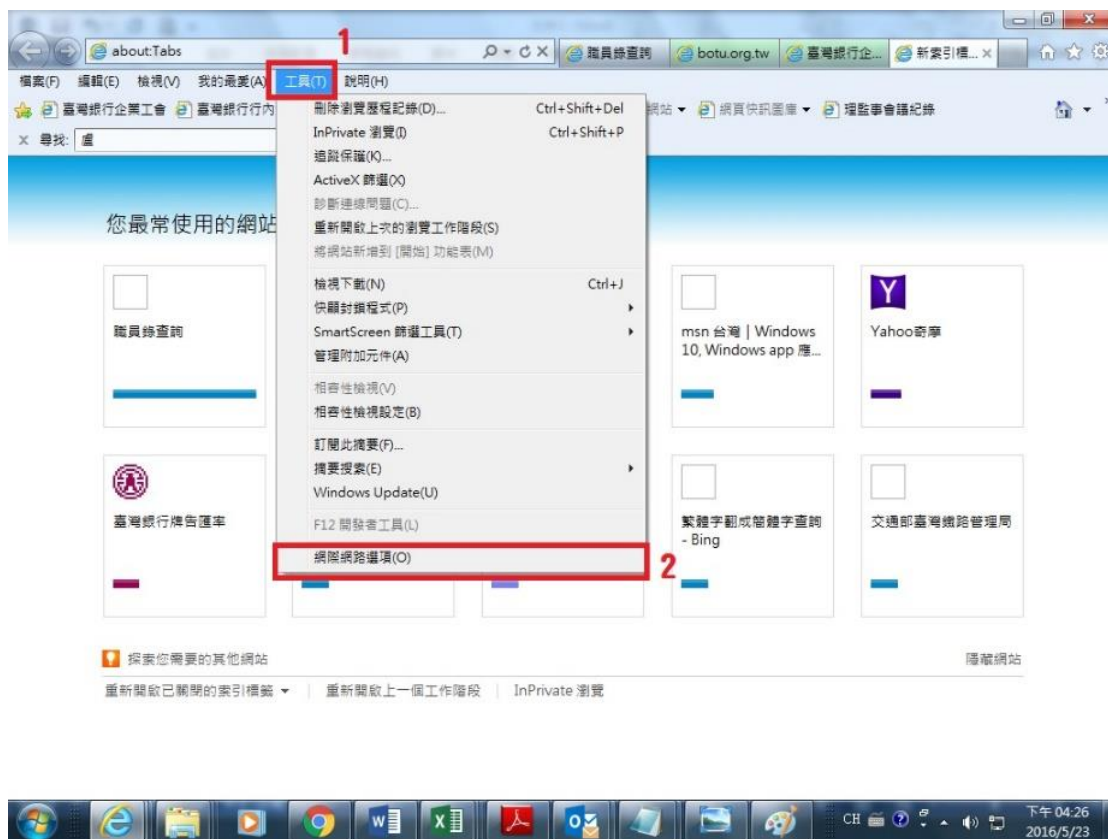 1
about:Tabs
職員錄查詢
botu.org.tw
臺灣銀行企...
新索引標...
檔案(F) 編輯(E) 檢視(V) 我的最愛(A) 工具(T) 說明(H)
臺灣銀行企業工會 臺灣銀行行內 網頁快訊圖庫 理監事會議紀錄
尋找: 盧
刪除瀏覽歷程記錄(D)... Ctrl+Shift+Del
InPrivate 瀏覽(I) Ctrl+Shift+P
追蹤保護(K)...
ActiveX 篩選(X)
診斷連線問題(C)...
重新開啟上次的瀏覽工作階段(S)
將網站新增到 [開始] 功能表(M)
檢視下載(N) Ctrl+J
快顯封鎖程式(P)
SmartScreen 篩選工具(T)
管理附加元件(A)
相容性檢視(V)
相容性檢視設定(B)
訂閱此摘要(F)...
摘要搜索(E)
Windows Update(U)
F12 開發者工具(L)
網際網路選項(O)
2
您最常使用的網站
職員錄查詢
msn 台灣 | Windows
10, Windows app 應...
Yahoo奇摩
臺灣銀行牌告匯率
繁體字翻成簡體字查詢
- Bing
交通部臺灣鐵路管理局
探索您需要的其他網站
隱藏網站
重新開啟已關閉的索引標籤 | 重新開啟上一個工作階段 | InPrivate 瀏覽
CH
下午 04:26
2016/5/23